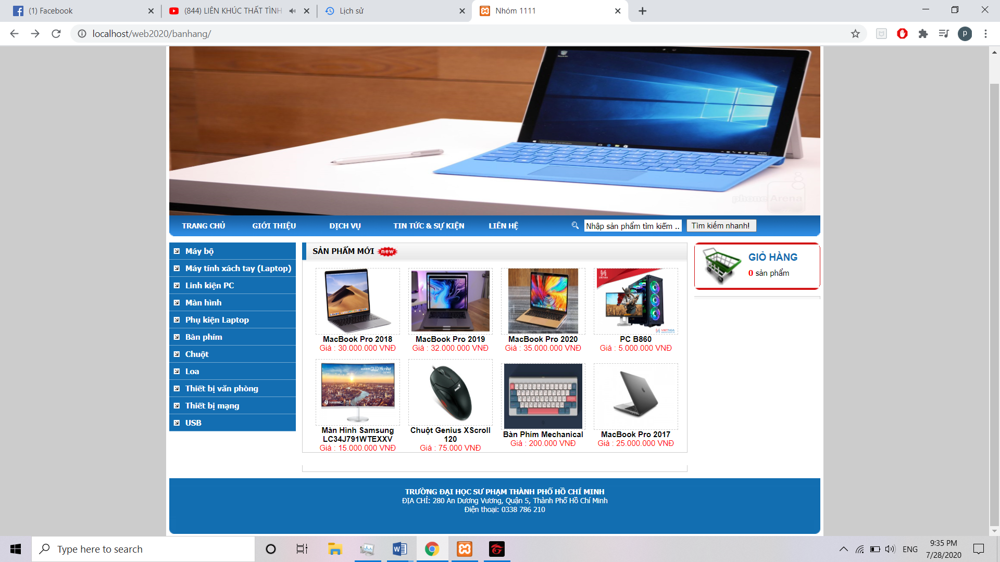 (1) Facebook
(844) LIÊN KHÚC THẤT TÌNH
Lịch sử
Nhóm 1111
localhost/web2020/banhang/
P
phoneArena
TRANG CHỦ
GIỚI THIỆU
DỊCH VỤ
TIN TỨC & SỰ KIỆN
LIÊN HỆ
Nhập sản phẩm tìm kiếm ..
Tìm kiếm nhanh!
Máy bộ
Máy tính xách tay (Laptop)
Linh kiện PC
Màn hình
Phụ kiện Laptop
Bàn phím
Chuột
Loa
Thiết bị văn phòng
Thiết bị mạng
USB
SẢN PHẨM MỚI new
MacBook Pro 2018
Giá : 30.000.000 VNĐ
MacBook Pro 2019
Giá : 32.000.000 VNĐ
MacBook Pro 2020
Giá : 35.000.000 VNĐ
VIETNGA
PC B860
Giá : 5.000.000 VNĐ
QLED Monitor
Màn Hình Samsung
LC34J791WTEXXV
Giá : 15.000.000 VNĐ
Chuột Genius XScroll
120
Giá : 75.000 VNĐ
Bàn Phím Mechanical
Giá : 200.000 VNĐ
MacBook Pro 2017
Giá : 25.000.000 VNĐ
GIỎ HÀNG
0 sản phẩm
TRƯỜNG ĐẠI HỌC SƯ PHẠM THÀNH PHỐ HỒ CHÍ MINH
ĐỊA CHỈ: 280 An Dương Vương, Quận 5, Thành Phố Hồ Chí Minh
Điện thoại: 0338 786 210
Type here to search
ENG
9:35 PM
7/28/2020